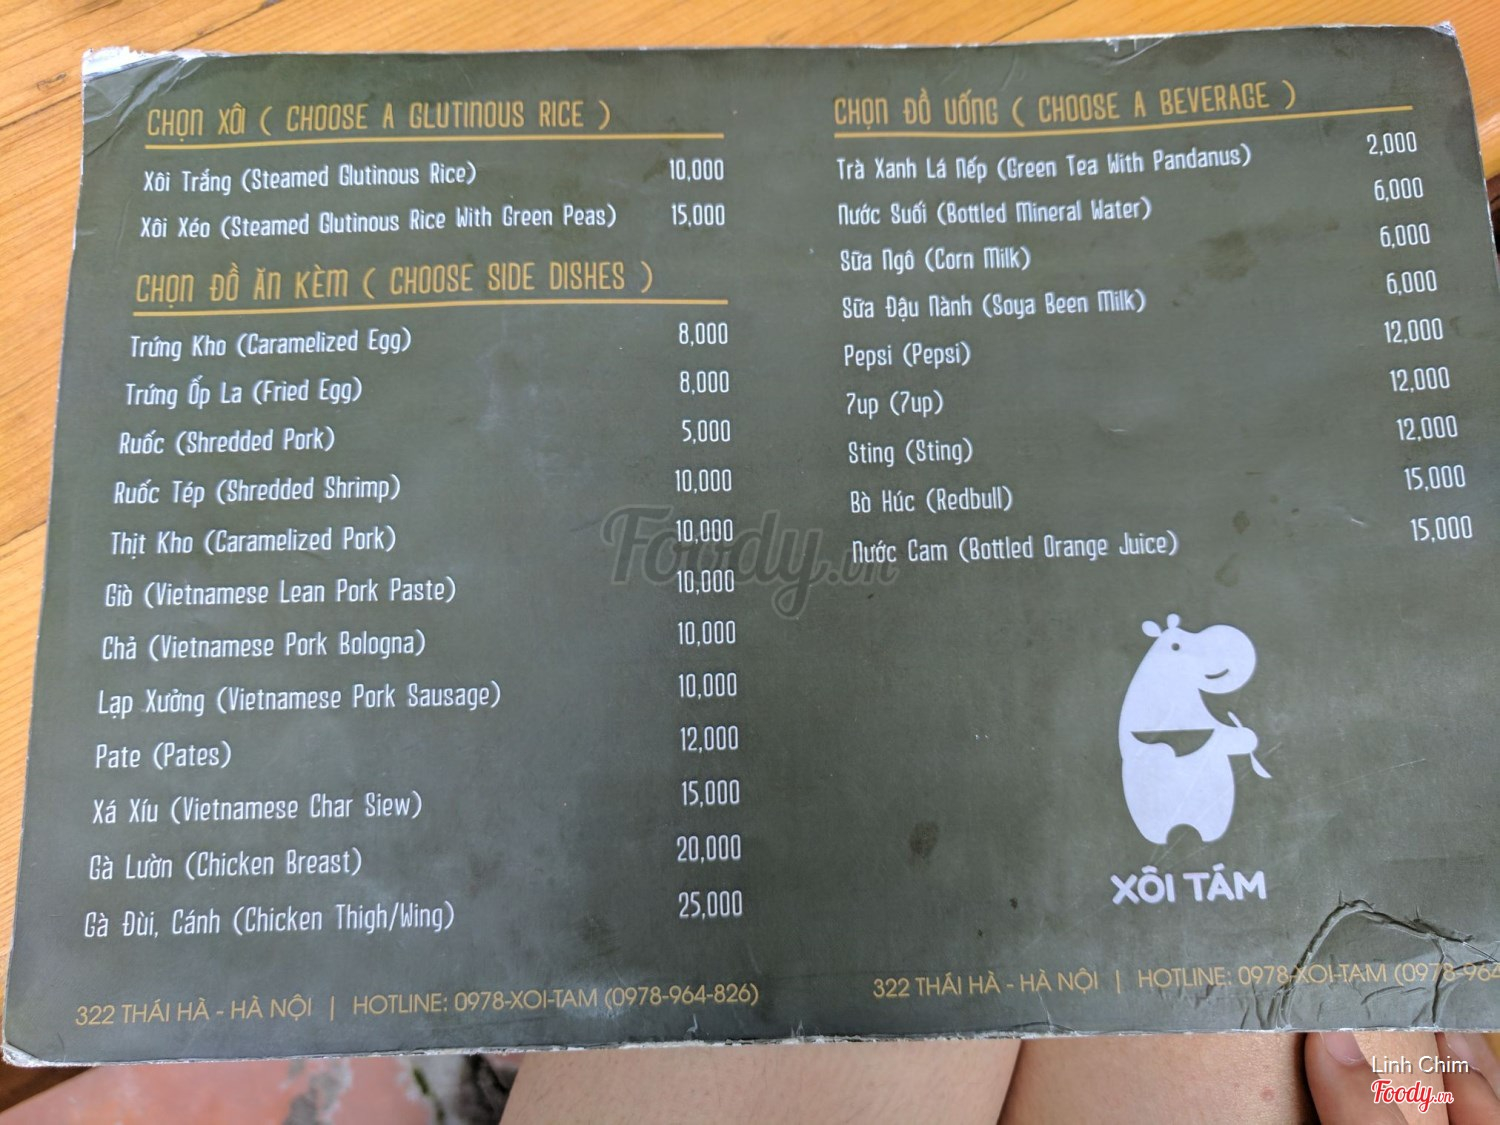 CHỌN XÔI ( CHOOSE A GLUTINOUS RICE )
Xôi Trắng (Steamed Glutinous Rice) 10,000
Xôi Xéo (Steamed Glutinous Rice With Green Peas) 15,000
CHỌN ĐỒ ĂN KÈM ( CHOOSE SIDE DISHES )
Trứng Kho (Caramelized Egg) 8,000
Trứng Ốp La (Fried Egg) 8,000
Ruốc (Shredded Pork) 5,000
Ruốc Tép (Shredded Shrimp) 10,000
Thịt Kho (Caramelized Pork) 10,000
Giò (Vietnamese Lean Pork Paste) 10,000
Chả (Vietnamese Pork Bologna) 10,000
Lạp Xưởng (Vietnamese Pork Sausage) 10,000
Pate (Pates) 12,000
Xá Xíu (Vietnamese Char Siew) 15,000
Gà Lườn (Chicken Breast) 20,000
Gà Đùi, Cánh (Chicken Thigh/Wing) 25,000
322 THÁI HÀ - HÀ NỘI | HOTLINE: 0978-XOI-TAM (0978-964-826)
CHỌN ĐỒ UỐNG ( CHOOSE A BEVERAGE )
Trà Xanh Lá Nếp (Green Tea With Pandanus) 2,000
Nước Suối (Bottled Mineral Water) 6,000
Sữa Ngô (Corn Milk) 6,000
Sữa Đậu Nành (Soya Been Milk) 6,000
Pepsi (Pepsi) 12,000
7up (7up) 12,000
Sting (Sting) 12,000
Bò Húc (Redbull) 15,000
Nước Cam (Bottled Orange Juice) 15,000
XÔI TÁM
322 THÁI HÀ - HÀ NỘI | HOTLINE: 0978-XOI-TAM (0978-964
Foody.vn
Linh Chim
Foody.vn